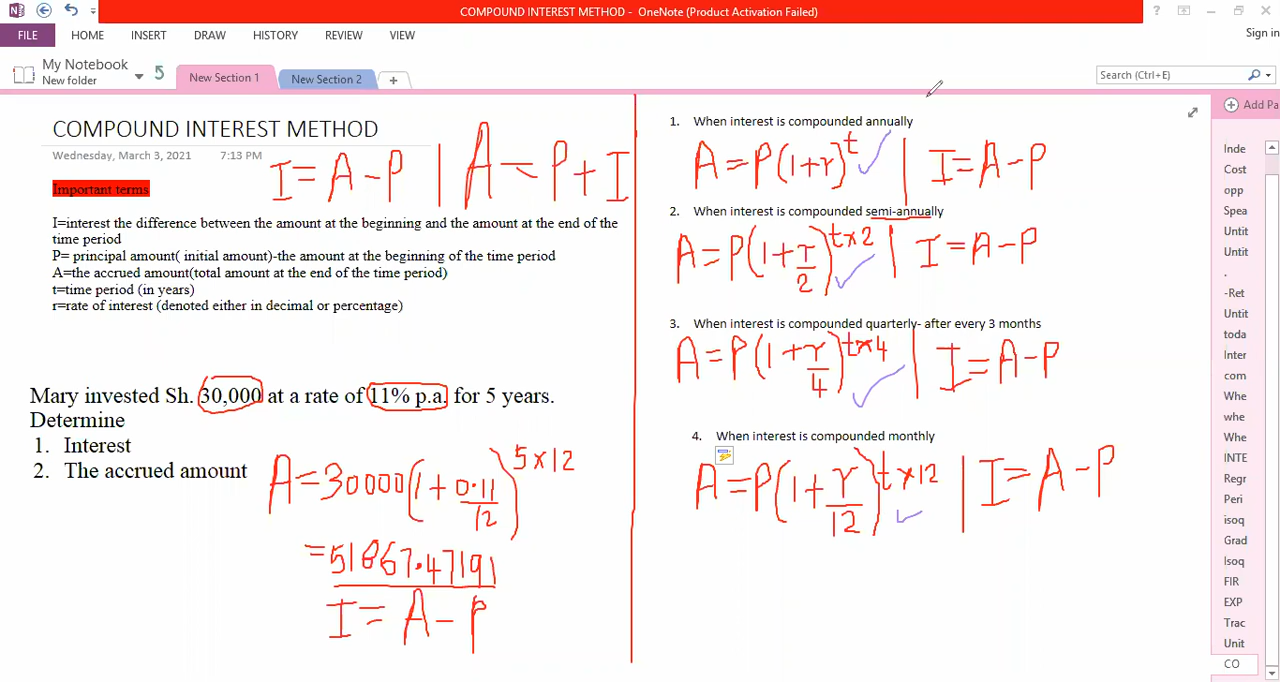 COMPOUND INTEREST METHOD - OneNote (Product Activation Failed)
FILE HOME INSERT DRAW HISTORY REVIEW VIEW
Sign in
My Notebook
New folder
New Section 1
New Section 2
Search (Ctrl+E)
COMPOUND INTEREST METHOD
Wednesday, March 3, 2021 7:13 PM
I = A - P | A = P + I
Important terms
I=interest the difference between the amount at the beginning and the amount at the end of the
time period
P= principal amount( initial amount)-the amount at the beginning of the time period
A=the accrued amount(total amount at the end of the time period)
t=time period (in years)
r=rate of interest (denoted either in decimal or percentage)
Mary invested Sh. 30,000 at a rate of 11% p.a. for 5 years.
Determine
1. Interest
2. The accrued amount
A = 30000(1 + 0.11/12)^5×12
= 51867.47191
I = A - P
1. When interest is compounded annually
A = P(1+r)^t | I = A - P
2. When interest is compounded semi-annually
A = P(1 + r/2)^t×2 | I = A - P
3. When interest is compounded quarterly- after every 3 months
A = P(1 + r/4)^t×4 | I = A - P
4. When interest is compounded monthly
A = P(1 + r/12)^t×12 | I = A - P
Add Pa
Inde
Cost
opp
Spea
Untit
Untit
.
-Ret
Untit
toda
Inter
com
Whe
whe
Whe
INTE
Regr
Peri
isoq
Grad
Isoq
FIR
EXP
Trac
Unit
CO